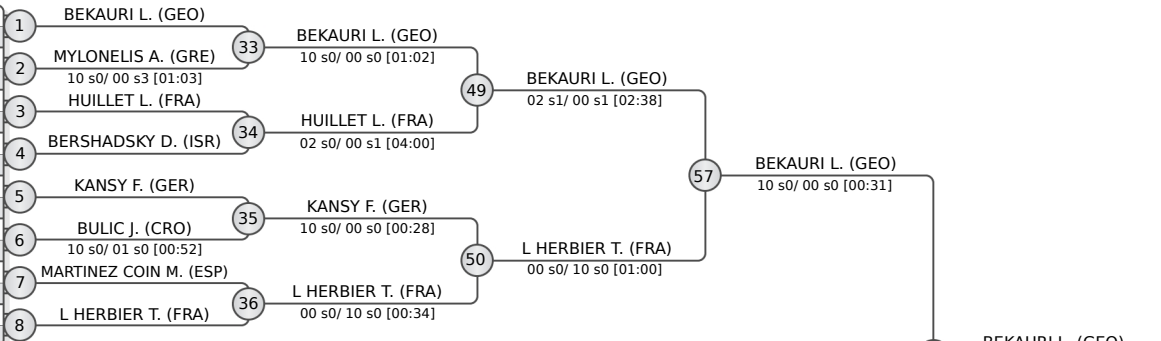 1
BEKAURI L. (GEO)
33
BEKAURI L. (GEO)
10 s0/ 00 s0 [01:02]
2
MYLONELIS A. (GRE)
10 s0/ 00 s3 [01:03]
49
BEKAURI L. (GEO)
02 s1/ 00 s1 [02:38]
3
HUILLET L. (FRA)
34
HUILLET L. (FRA)
02 s0/ 00 s1 [04:00]
4
BERSHADSKY D. (ISR)
57
BEKAURI L. (GEO)
10 s0/ 00 s0 [00:31]
5
KANSY F. (GER)
35
KANSY F. (GER)
10 s0/ 00 s0 [00:28]
6
BULIC J. (CRO)
10 s0/ 01 s0 [00:52]
50
L HERBIER T. (FRA)
00 s0/ 10 s0 [01:00]
7
MARTINEZ COIN M. (ESP)
36
L HERBIER T. (FRA)
00 s0/ 10 s0 [00:34]
8
L HERBIER T. (FRA)
BEKAURI L. (GEO)